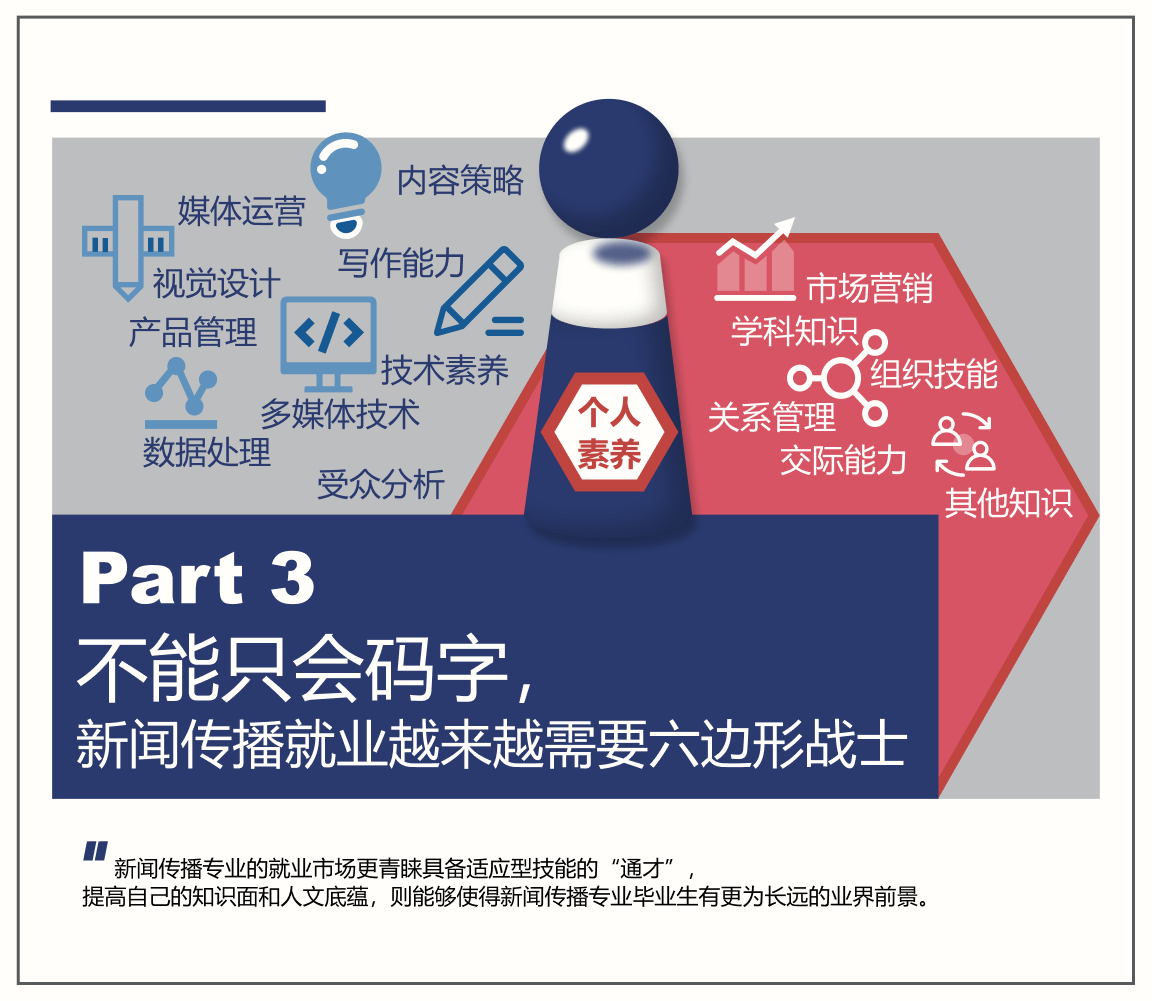 内容策略
媒体运营
写作能力
视觉设计
产品管理
技术素养
多媒体技术
数据处理
受众分析
个人
素养
市场营销
学科知识
组织技能
关系管理
交际能力
其他知识
Part 3
不能只会码字，
新闻传播就业越来越需要六边形战士
新闻传播专业的就业市场更青睐具备适应型技能的“通才”，
提高自己的知识面和人文底蕴，则能够使得新闻传播专业毕业生有更为长远的业界前景。